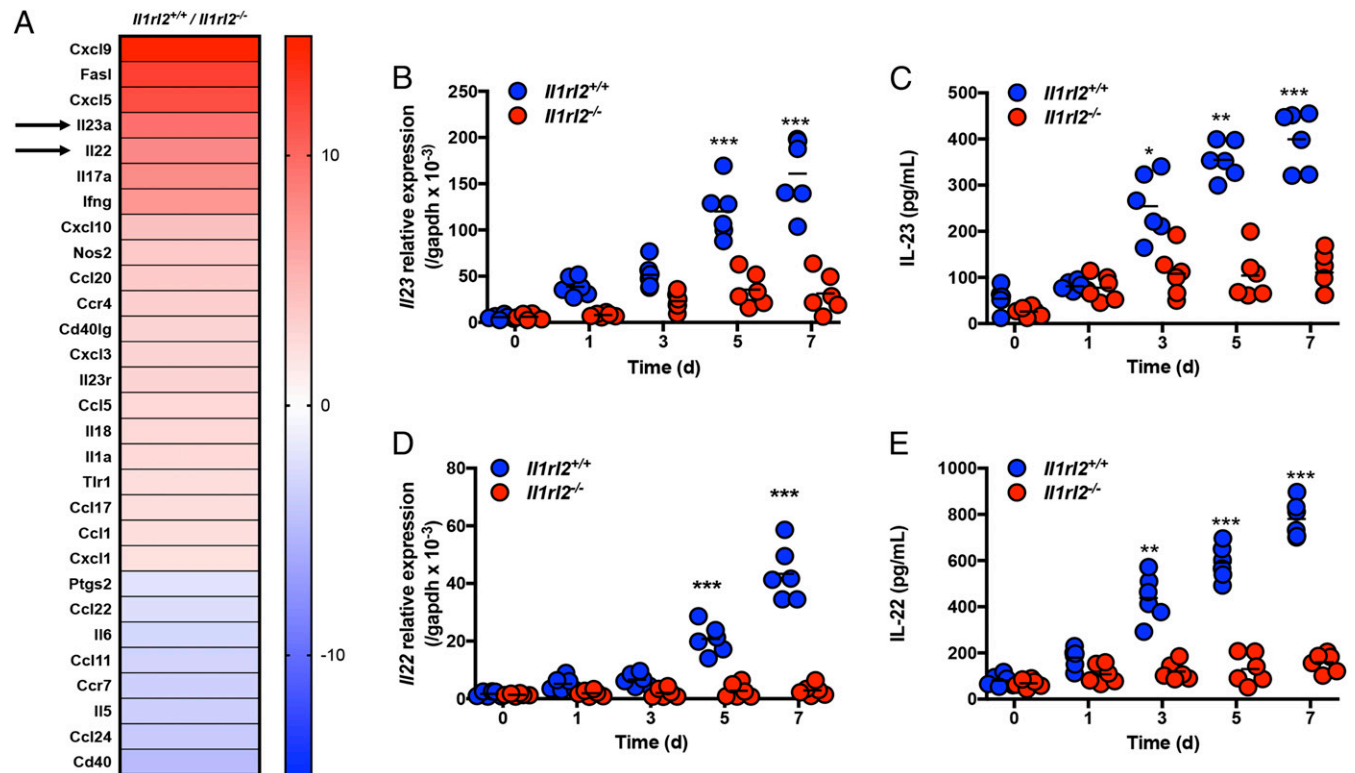 A
Il1rl2+/+ / Il1rl2-/-
Cxcl9
Fasl
Cxcl5
Il23a
Il22
Il17a
Ifng
Cxcl10
Nos2
Ccl20
Ccr4
Cd40lg
Cxcl3
Il23r
Ccl5
Il18
Il1a
Tlr1
Ccl17
Ccl1
Cxcl1
Ptgs2
Ccl22
Il6
Ccl11
Ccr7
Il5
Ccl24
Cd40
10
0
-10
B
Il1rl2+/+
Il1rl2-/-
Il23 relative expression
(/gapdh x 10-3)
250
200
150
100
50
0
***
***
0 1 3 5 7
Time (d)
C
Il1rl2+/+
Il1rl2-/-
IL-23 (pg/mL)
500
400
300
200
100
0
*
**
***
0 1 3 5 7
Time (d)
D
Il1rl2+/+
Il1rl2-/-
Il22 relative expression
(/gapdh x 10-3)
80
60
40
20
0
***
***
0 1 3 5 7
Time (d)
E
Il1rl2+/+
Il1rl2-/-
IL-22 (pg/mL)
1000
800
600
400
200
0
**
***
***
0 1 3 5 7
Time (d)